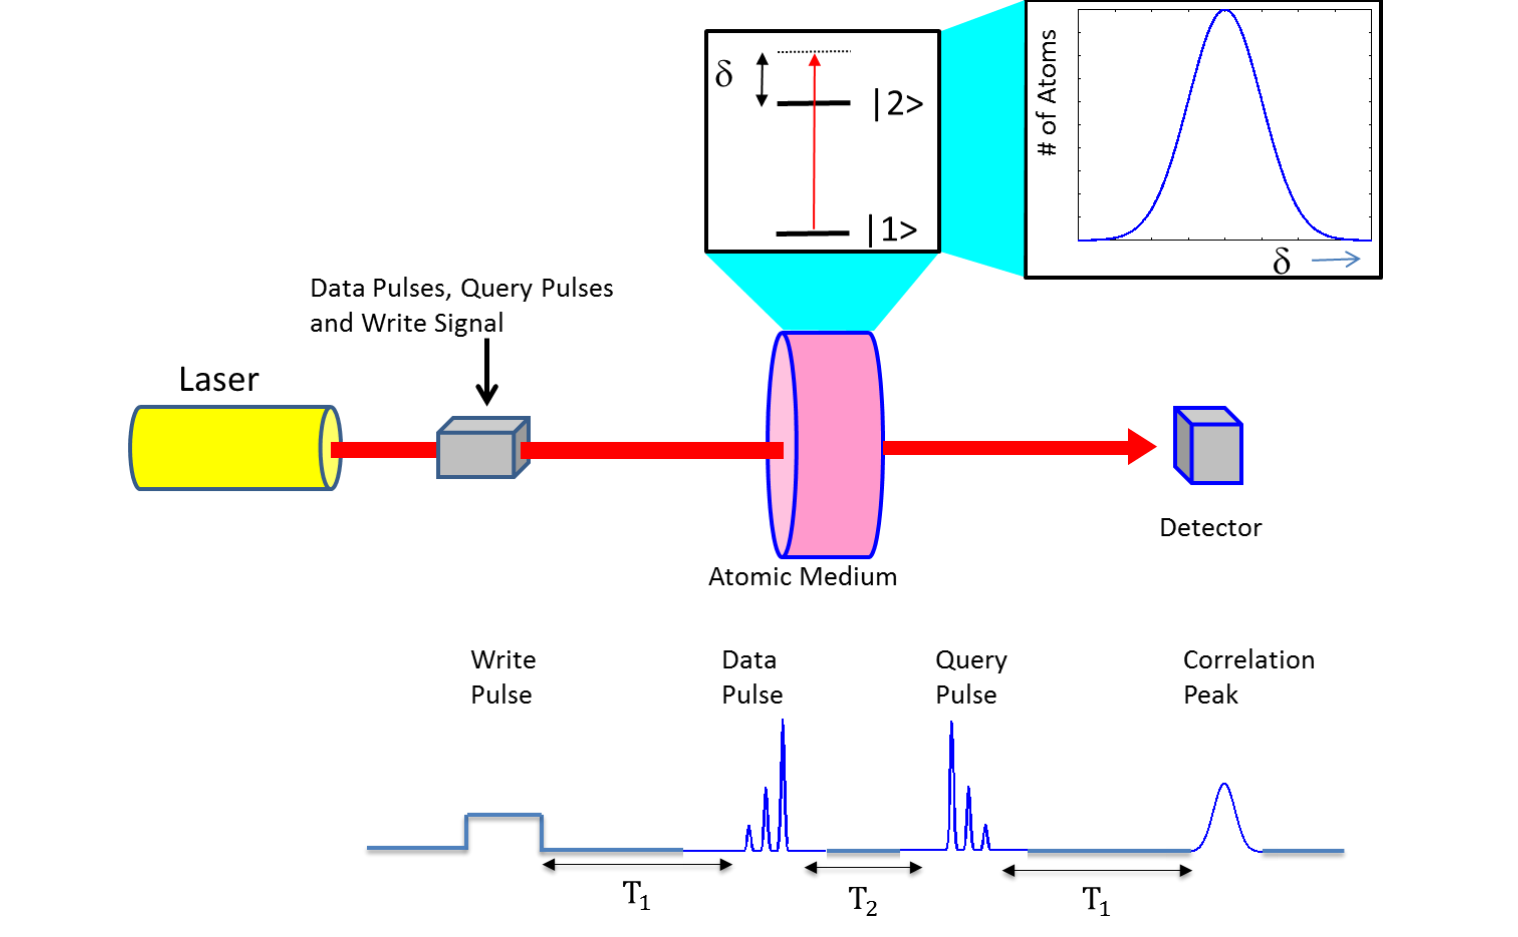 δ
|2>
|1>
# of Atoms
δ
Data Pulses, Query Pulses
and Write Signal
Laser
Detector
Atomic Medium
Write
Pulse
Data
Pulse
Query
Pulse
Correlation
Peak
T₁
T₂
T₁